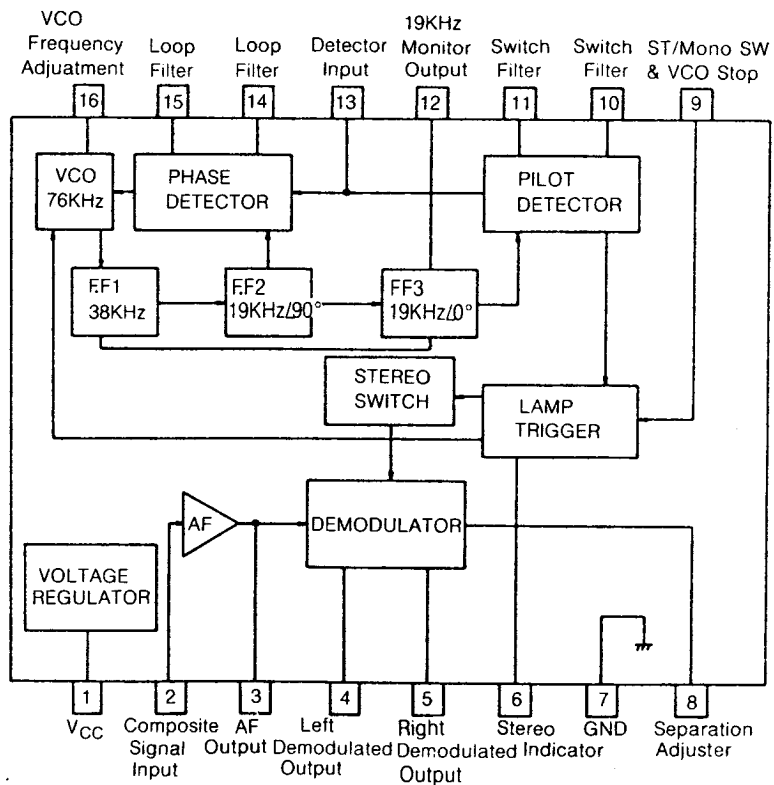 VCO
Frequency
Adjuatment
Loop
Filter
Loop
Filter
Detector
Input
19KHz
Monitor
Output
Switch
Filter
Switch
Filter
ST/Mono SW
& VCO Stop
16
15
14
13
12
11
10
9
VCO
76KHz
PHASE
DETECTOR
PILOT
DETECTOR
F.F1
38KHz
F.F2
19KHz/90°
FF3
19KHz/0°
STEREO
SWITCH
LAMP
TRIGGER
AF
DEMODULATOR
VOLTAGE
REGULATOR
1
2
3
4
5
6
7
8
VCC
Composite
Signal
Input
AF
Output
Left
Demodulated
Output
Right
Demodulated
Output
Stereo
Indicator
GND
Separation
Adjuster